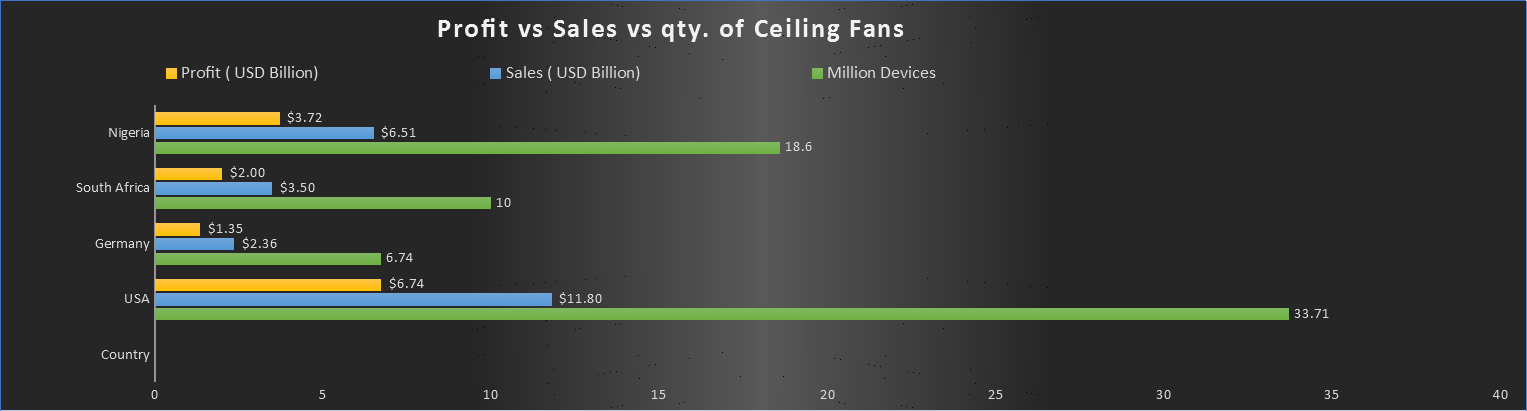 Profit vs Sales vs qty. of Ceiling Fans
Profit ( USD Billion)
Sales ( USD Billion)
Million Devices
Nigeria
$3.72
$6.51
18.6
South Africa
$2.00
$3.50
10
Germany
$1.35
$2.36
6.74
USA
$6.74
$11.80
33.71
Country
0 5 10 15 20 25 30 35 40